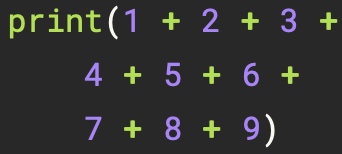 print(1 + 2 + 3 +
    4 + 5 + 6 +
    7 + 8 + 9)